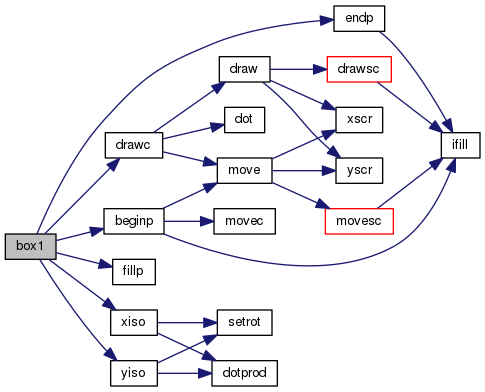 endp
draw
drawsc
dot
xscr
drawc
ifill
move
yscr
beginp
movec
movesc
box1
fillp
xiso
setrot
yiso
dotprod